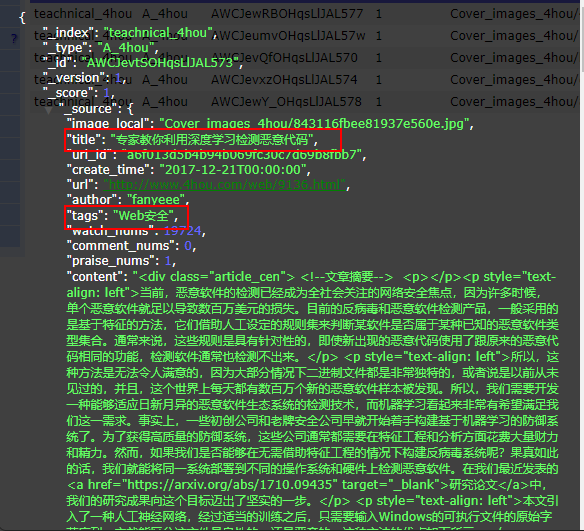 teachnical_4hou A_4hou AWCJewRBOHqsLlJAL577 1 Cover_images_4hou/
{
"_index": "teachnical_4hou",
"_type": "A_4hou",
"_id": "AWCJevtSOHqsLlJAL573",
"_version": 1,
"_score": 1,
"_source": {
"image_local": "Cover_images_4hou/843116fbee81937e560e.jpg",
"title": "专家教你利用深度学习检测恶意代码",
"url_id": "a6f013d5b4b94b069fc30c7d69b8fbb7",
"create_time": "2017-12-21T00:00:00",
"url": "http://www.4hou.com/web/9136.html",
"author": "fanyeee",
"tags": "Web安全",
"watch_nums": 19724,
"comment_nums": 0,
"praise_nums": 1,
"content": "<div class="article_cen"> <!--文章摘要--> <p></p><p style="text-
align: left">当前，恶意软件的检测已经成为全社会关注的网络安全焦点，因为许多时候，
单个恶意软件就足以导致数百万美元的损失。目前的反病毒和恶意软件检测产品，一般采用的
是基于特征的方法，它们借助人工设定的规则集来判断某软件是否属于某种已知的恶意软件类
型集合。通常来说，这些规则是具有针对性的，即使新出现的恶意代码使用了跟原来的恶意代
码相同的功能，检测软件通常也检测不出来。</p> <p style="text-align: left">所以，这
种方法是无法令人满意的，因为大部分情况下二进制文件都是非常独特的，或者说是以前从未
见过的，并且，这个世界上每天都有数百万个新的恶意软件样本被发现。所以，我们需要开发
一种能够适应日新月异的恶意软件生态系统的检测技术，而机器学习看起来非常有希望满足我
们这一需求。事实上，一些初创公司和老牌安全公司早就开始着手构建基于机器学习的防御系
统了。为了获得高质量的防御系统，这些公司通常都需要在特征工程和分析方面花费大量财力
和精力。然而，如果我们是否能够在无需借助特征工程的情况下构建反病毒系统呢？果真如此
的话，我们就能将同一系统部署到不同的操作系统和硬件上检测恶意软件。在我们最近发表的
<a href="https://arxiv.org/abs/1710.09435" target="_blank">研究论文</a>中，
我们的研究成果向这个目标迈出了坚实的一步。</p> <p style="text-align: left">本文引
入了一种人工神经网络，经过适当的训练之后，只需要输入Windows的可执行文件的原始字